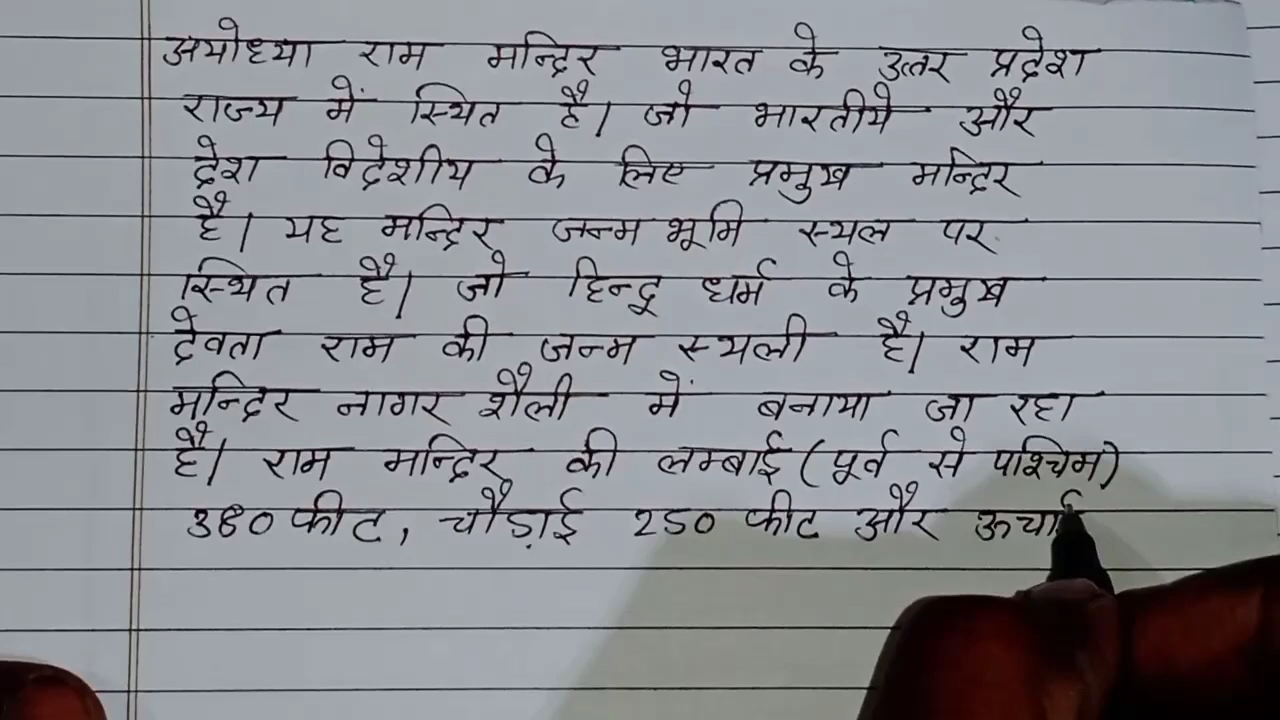 अयोध्या राम मन्दिर भारत के उत्तर प्रदेश
राज्य में स्थित है। जो भारतीये और
देश विदेशीय के लिए प्रमुख मन्दिर
है। यह मन्दिर जन्म भूमि स्थल पर
स्थित है। जो हिन्दू धर्म के प्रमुख
देवता राम की जन्म स्थली है। राम
मन्दिर नागर शैली में बनाया जा रहा
है। राम मन्दिर की लम्बाई (पूर्व से पश्चिम)
380 फीट, चौड़ाई 250 फीट और ऊचाई